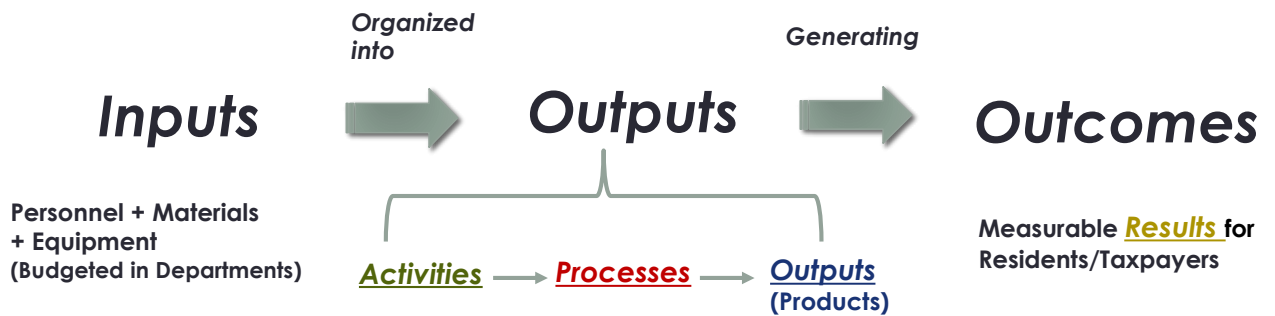 Organized
into
Generating
Inputs
Outputs
Outcomes
Personnel + Materials
+ Equipment
(Budgeted in Departments)
Activities
Processes
Outputs
(Products)
Measurable Results for
Residents/Taxpayers